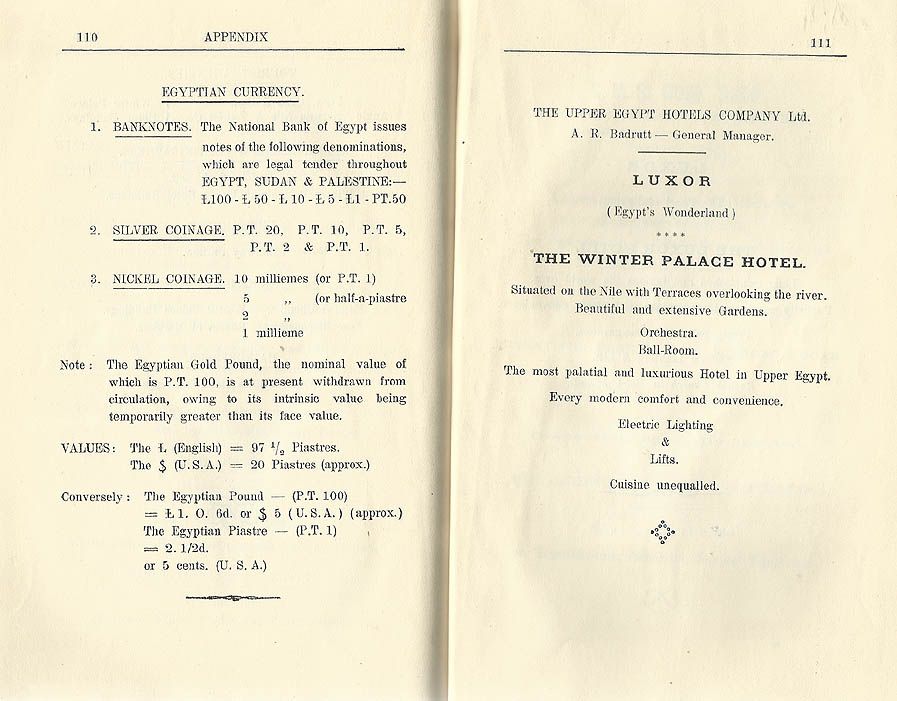 110 APPENDIX
EGYPTIAN CURRENCY.
1. BANKNOTES. The National Bank of Egypt issues
notes of the following denominations,
which are legal tender throughout
EGYPT, SUDAN & PALESTINE:—
Ł100 - Ł 50 - Ł 10 - Ł 5 - Ł1 - PT.50
2. SILVER COINAGE. P.T. 20, P.T. 10, P.T. 5,
P.T. 2 & P.T. 1.
3. NICKEL COINAGE. 10 milliemes (or P.T. 1)
5 ,, (or half-a-piastre
2 ,,
1 millieme
Note : The Egyptian Gold Pound, the nominal value of
which is P.T. 100, is at present withdrawn from
circulation, owing to its intrinsic value being
temporarily greater than its face value.
VALUES: The Ł (English) = 97 1/2 Piastres.
The $ (U.S.A.) = 20 Piastres (approx.)
Conversely : The Egyptian Pound — (P.T. 100)
= Ł1. O. 6d. or $ 5 (U.S.A.) (approx.)
The Egyptian Piastre — (P.T. 1)
= 2. 1/2d.
or 5 cents. (U. S. A.)
111
THE UPPER EGYPT HOTELS COMPANY Ltd.
A. R. Badrutt — General Manager.
LUXOR
(Egypt's Wonderland)
****
THE WINTER PALACE HOTEL.
Situated on the Nile with Terraces overlooking the river.
Beautiful and extensive Gardens.
Orchestra.
Ball-Room.
The most palatial and luxurious Hotel in Upper Egypt.
Every modern comfort and convenience.
Electric Lighting
&
Lifts.
Cuisine unequalled.